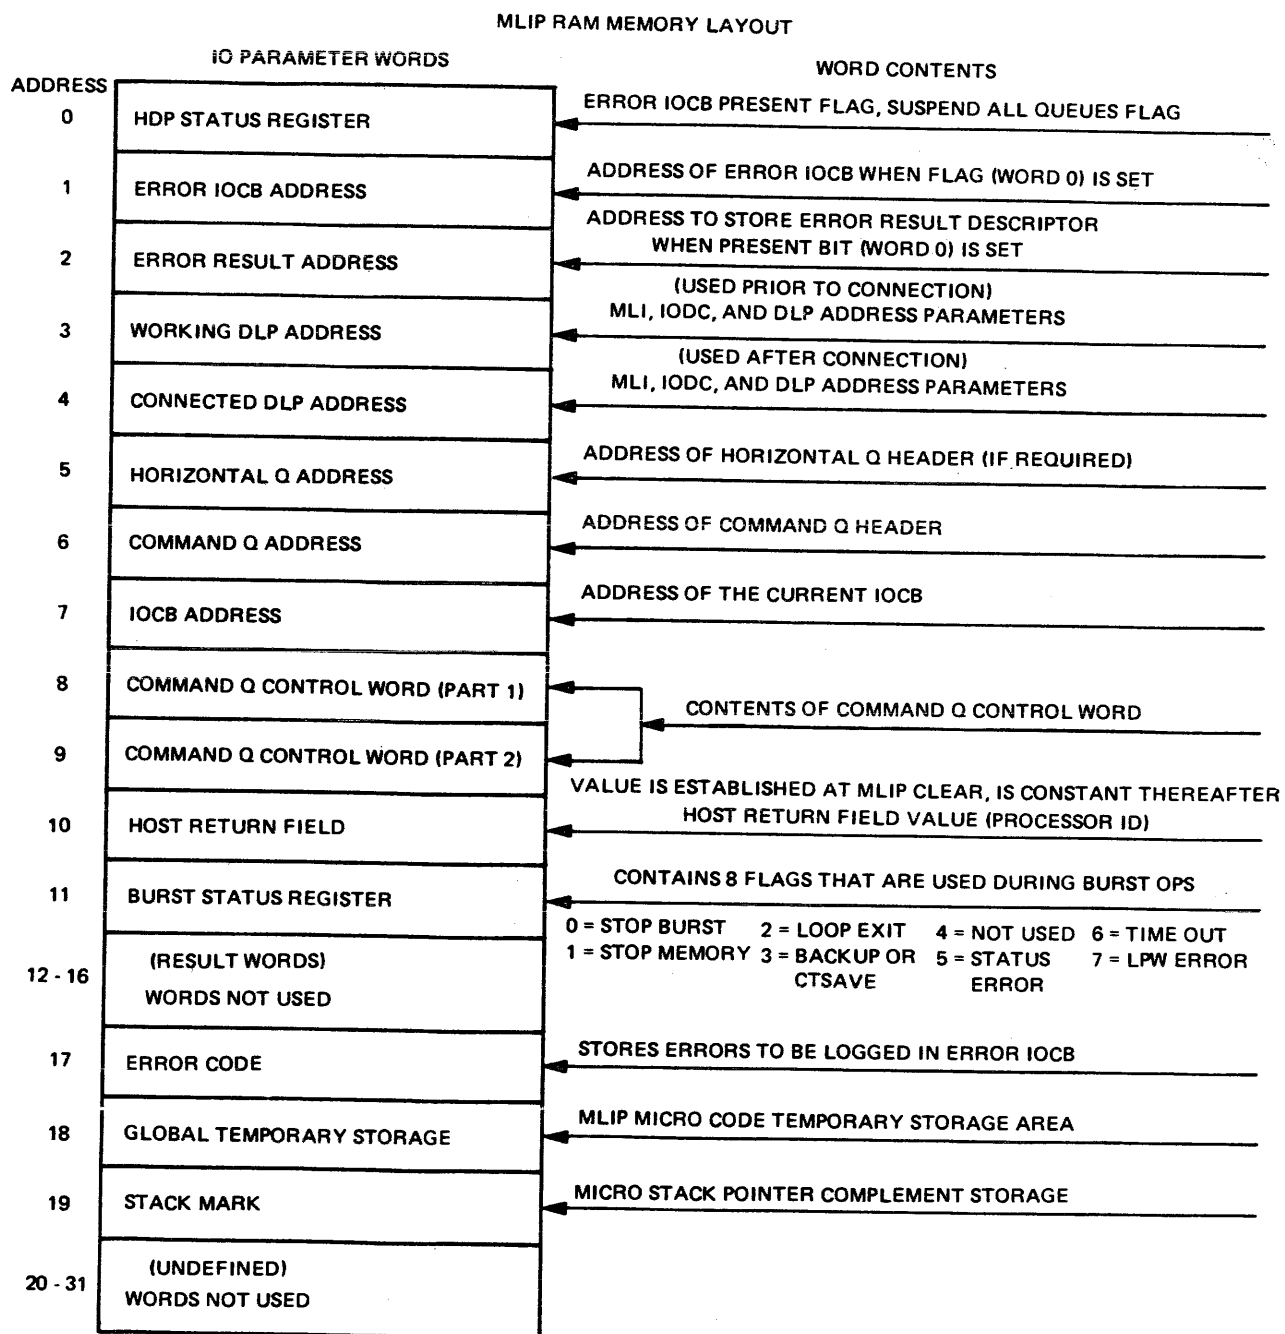 MLIP RAM MEMORY LAYOUT
IO PARAMETER WORDS
WORD CONTENTS
ADDRESS
0 HDP STATUS REGISTER
ERROR IOCB PRESENT FLAG, SUSPEND ALL QUEUES FLAG
1 ERROR IOCB ADDRESS
ADDRESS OF ERROR IOCB WHEN FLAG (WORD 0) IS SET
2 ERROR RESULT ADDRESS
ADDRESS TO STORE ERROR RESULT DESCRIPTOR
WHEN PRESENT BIT (WORD 0) IS SET
3 WORKING DLP ADDRESS
(USED PRIOR TO CONNECTION)
MLI, IODC, AND DLP ADDRESS PARAMETERS
4 CONNECTED DLP ADDRESS
(USED AFTER CONNECTION)
MLI, IODC, AND DLP ADDRESS PARAMETERS
5 HORIZONTAL Q ADDRESS
ADDRESS OF HORIZONTAL Q HEADER (IF REQUIRED)
6 COMMAND Q ADDRESS
ADDRESS OF COMMAND Q HEADER
7 IOCB ADDRESS
ADDRESS OF THE CURRENT IOCB
8 COMMAND Q CONTROL WORD (PART 1)
CONTENTS OF COMMAND Q CONTROL WORD
9 COMMAND Q CONTROL WORD (PART 2)
10 HOST RETURN FIELD
VALUE IS ESTABLISHED AT MLIP CLEAR, IS CONSTANT THEREAFTER
HOST RETURN FIELD VALUE (PROCESSOR ID)
11 BURST STATUS REGISTER
CONTAINS 8 FLAGS THAT ARE USED DURING BURST OPS
0 = STOP BURST 2 = LOOP EXIT 4 = NOT USED 6 = TIME OUT
1 = STOP MEMORY 3 = BACKUP OR 5 = STATUS 7 = LPW ERROR
CTSAVE ERROR
12 - 16 (RESULT WORDS)
WORDS NOT USED
17 ERROR CODE
STORES ERRORS TO BE LOGGED IN ERROR IOCB
18 GLOBAL TEMPORARY STORAGE
MLIP MICRO CODE TEMPORARY STORAGE AREA
19 STACK MARK
MICRO STACK POINTER COMPLEMENT STORAGE
20 - 31 (UNDEFINED)
WORDS NOT USED